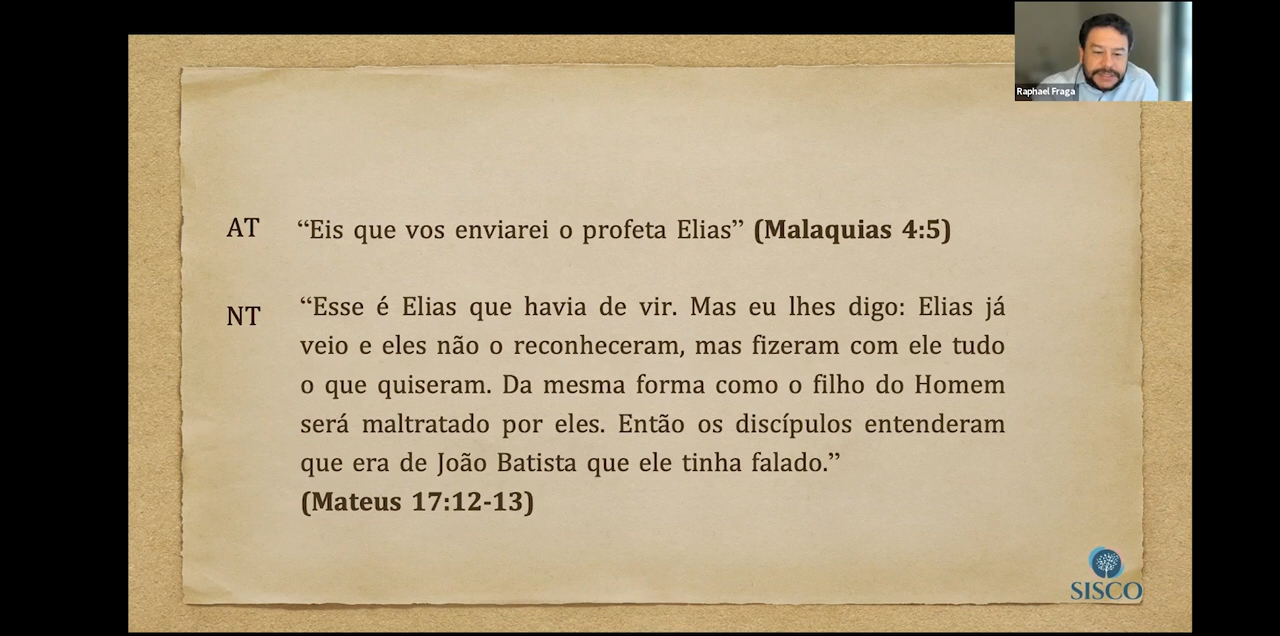 Raphael Fraga
AT “Eis que vos enviarei o profeta Elias” (Malaquias 4:5)
NT “Esse é Elias que havia de vir. Mas eu lhes digo: Elias já
veio e eles não o reconheceram, mas fizeram com ele tudo
o que quiseram. Da mesma forma como o filho do Homem
será maltratado por eles. Então os discípulos entenderam
que era de João Batista que ele tinha falado.”
(Mateus 17:12-13)
SISCO